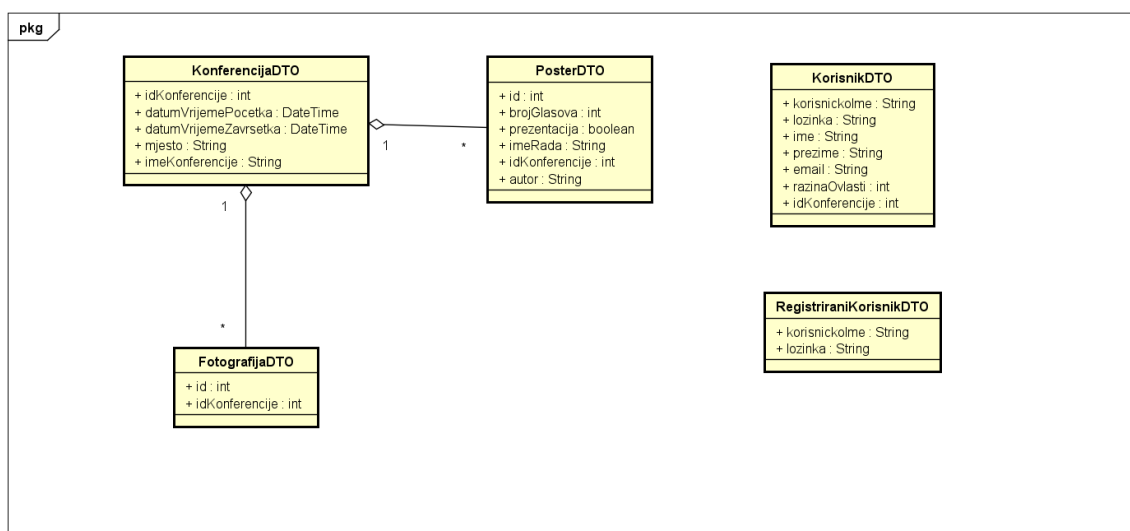 pkg
KonferencijaDTO
+ idKonferencije : int
+ datumVrijemePocetka : DateTime
+ datumVrijemeZavrsetka : DateTime
+ mjesto : String
+ imeKonferencije : String
1
*
PosterDTO
+ id : int
+ brojGlasova : int
+ prezentacija : boolean
+ imeRada : String
+ idKonferencije : int
+ autor : String
KorisnikDTO
+ korisnickoIme : String
+ lozinka : String
+ ime : String
+ prezime : String
+ email : String
+ razinaOvlasti : int
+ idKonferencije : int
1
*
FotografijaDTO
+ id : int
+ idKonferencije : int
RegistriraniKorisnikDTO
+ korisnickoIme : String
+ lozinka : String